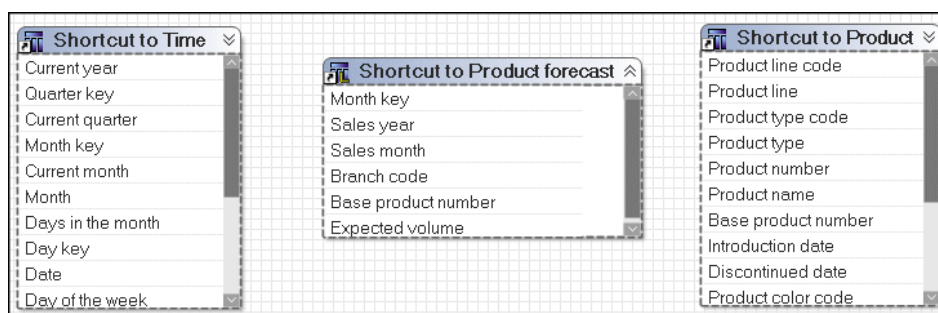 Shortcut to Time
Current year
Quarter key
Current quarter
Month key
Current month
Month
Days in the month
Day key
Date
Day of the week
Shortcut to Product forecast
Month key
Sales year
Sales month
Branch code
Base product number
Expected volume
Shortcut to Product
Product line code
Product line
Product type code
Product type
Product number
Product name
Base product number
Introduction date
Discontinued date
Product color code